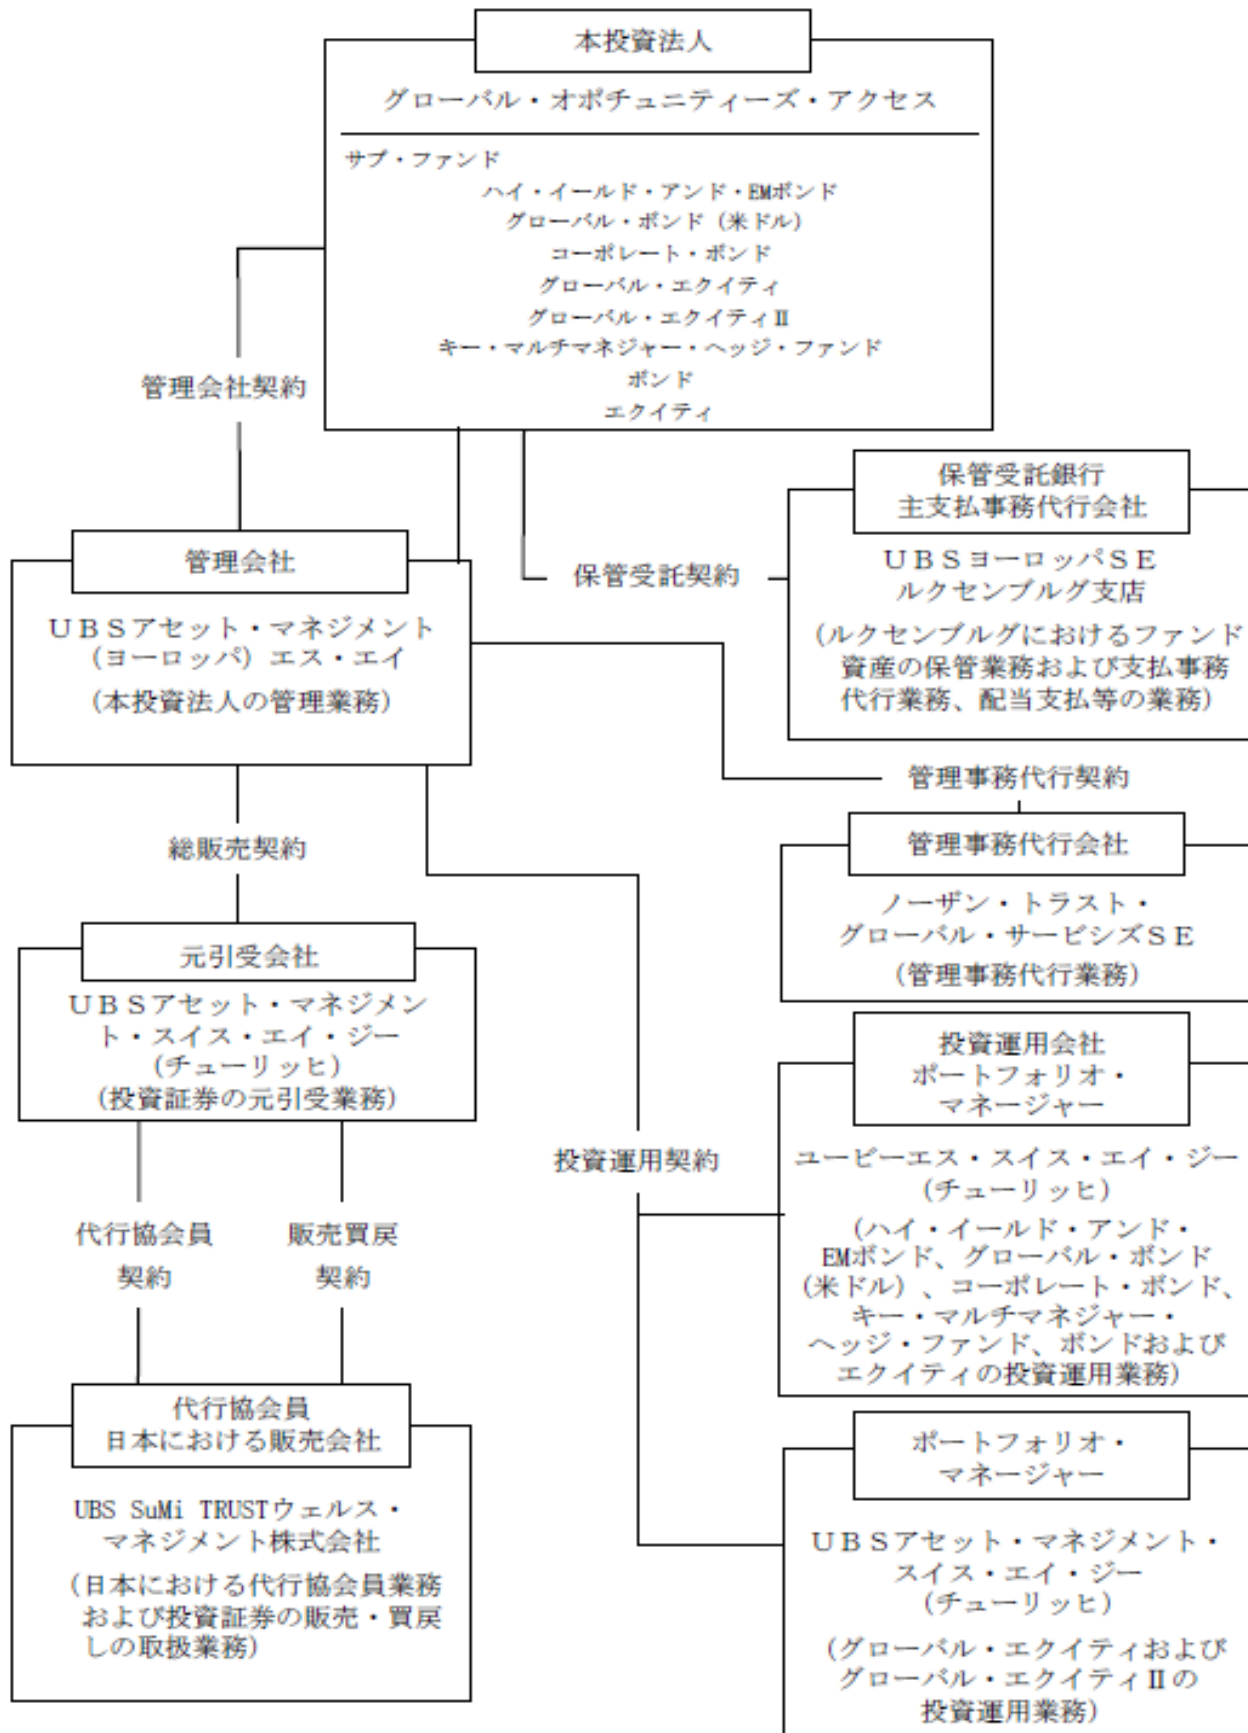 本投資法人
グローバル・オポチュニティーズ・アクセス
サブ・ファンド
ハイ・イールド・アンド・EMボンド
グローバル・ボンド（米ドル）
コーポレート・ボンド
グローバル・エクイティ
グローバル・エクイティⅡ
キー・マルチマネジャー・ヘッジ・ファンド
ボンド
エクイティ
管理会社契約
保管受託銀行
主支払事務代行会社
ＵＢＳヨーロッパＳＥ
ルクセンブルグ支店
（ルクセンブルグにおけるファンド
資産の保管業務および支払事務
代行業務、配当支払等の業務）
保管受託契約
管理会社
ＵＢＳアセット・マネジメント
（ヨーロッパ）エス・エイ
（本投資法人の管理業務）
管理事務代行契約
管理事務代行会社
ノーザン・トラスト・
グローバル・サービシズＳＥ
（管理事務代行業務）
総販売契約
元引受会社
ＵＢＳアセット・マネジメン
ト・スイス・エイ・ジー
（チューリッヒ）
（投資証券の元引受業務）
投資運用会社
ポートフォリオ・
マネージャー
ユービーエス・スイス・エイ・ジー
（チューリッヒ）
（ハイ・イールド・アンド・
EMボンド、グローバル・ボンド
（米ドル）、コーポレート・ボンド、
キー・マルチマネジャー・
ヘッジ・ファンド、ボンドおよび
エクイティの投資運用業務）
投資運用契約
代行協会員
契約
販売買戻
契約
代行協会員
日本における販売会社
UBS SuMi TRUSTウェルス・
マネジメント株式会社
（日本における代行協会員業務
および投資証券の販売・買戻
しの取扱業務）
ポートフォリオ・
マネージャー
ＵＢＳアセット・マネジメント・
スイス・エイ・ジー
（チューリッヒ）
（グローバル・エクイティおよび
グローバル・エクイティⅡの
投資運用業務）